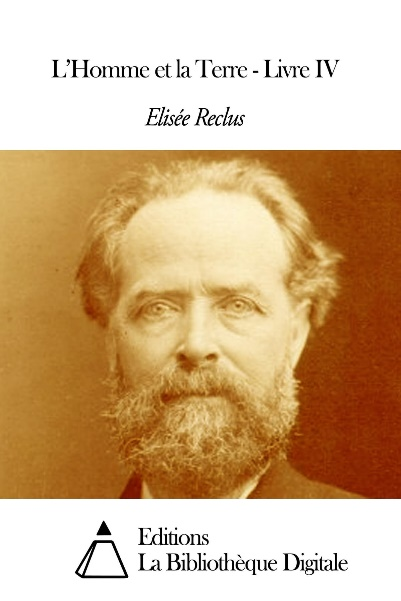 L'Homme et la Terre - Livre IV
Elisée Reclus
Editions
La Bibliothèque Digitale